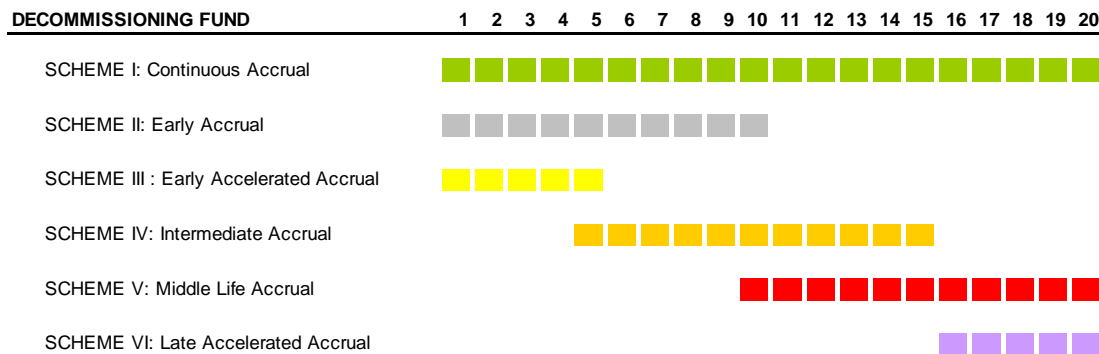 DECOMMISSIONING FUND 1 2 3 4 5 6 7 8 9 10 11 12 13 14 15 16 17 18 19 20
SCHEME I: Continuous Accrual
SCHEME II: Early Accrual
SCHEME III : Early Accelerated Accrual
SCHEME IV: Intermediate Accrual
SCHEME V: Middle Life Accrual
SCHEME VI: Late Accelerated Accrual